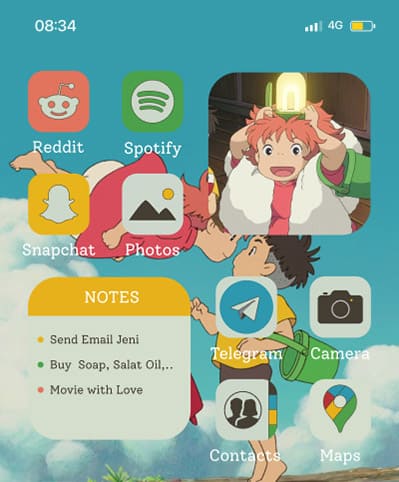 08:34 4G
Reddit Spotify
Snapchat Photos
NOTES
Send Email Jeni
Buy Soap, Salat Oil,..
Movie with Love
Telegram Camera
Contacts Maps